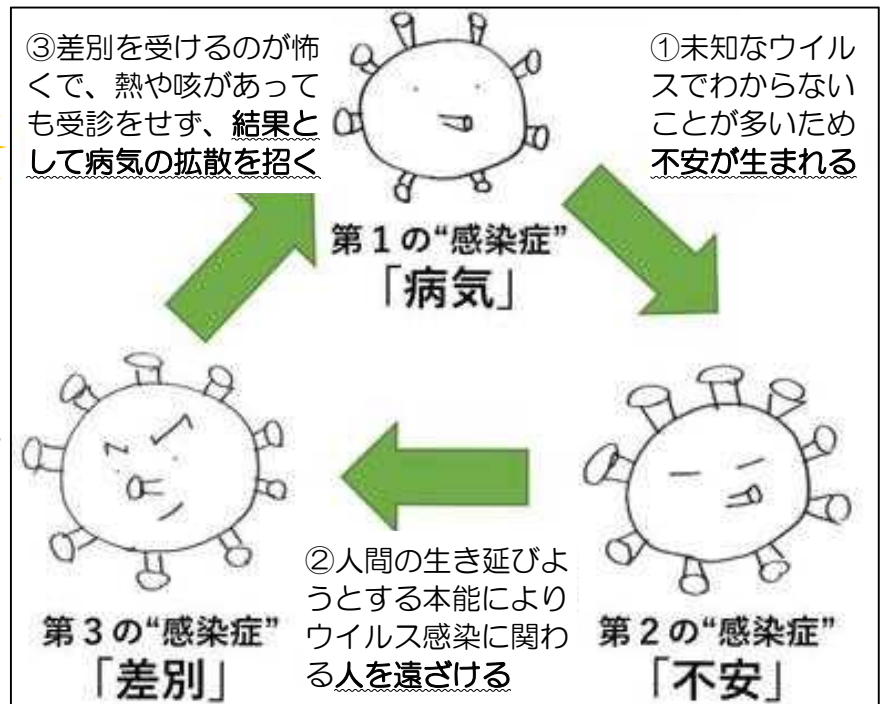 ③差別を受けるのが怖
くで、熱や咳があって
も受診をせず、結果と
して病気の拡散を招く
①未知なウイル
スでわからない
ことが多いため
不安が生まれる
第1の“感染症”
「病気」
②人間の生き延びよ
うとする本能により
ウイルス感染に関わ
る人を遠ざける
第3の“感染症”
「差別」
第2の“感染症”
「不安」